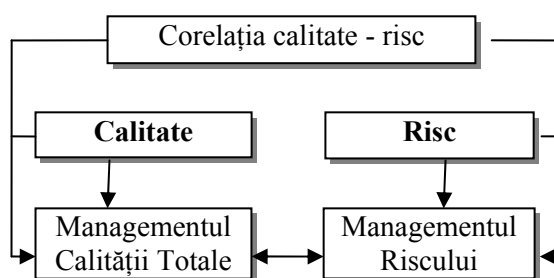 Corelația calitate - risc
Calitate
Risc
Managementul
Calității Totale
Managementul
Riscului